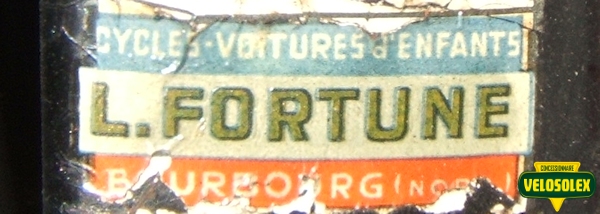 CYCLES-VOITURES d'ENFANTS
L.FORTUNE
BOURBOURG (NORD)
CONCESSIONNAIRE
VELOSOLEX